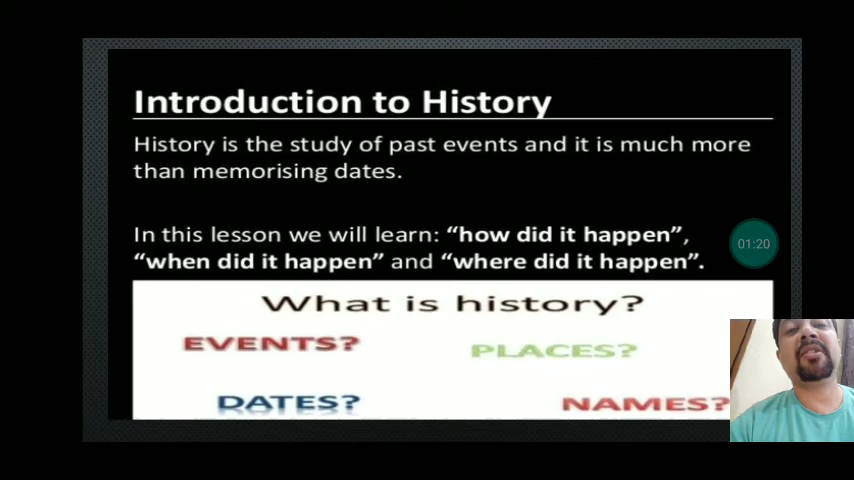 Introduction to History
History is the study of past events and it is much more
than memorising dates.
In this lesson we will learn: “how did it happen”,
“when did it happen” and “where did it happen”.
01:20
What is history?
EVENTS?
PLACES?
DATES?
NAMES?